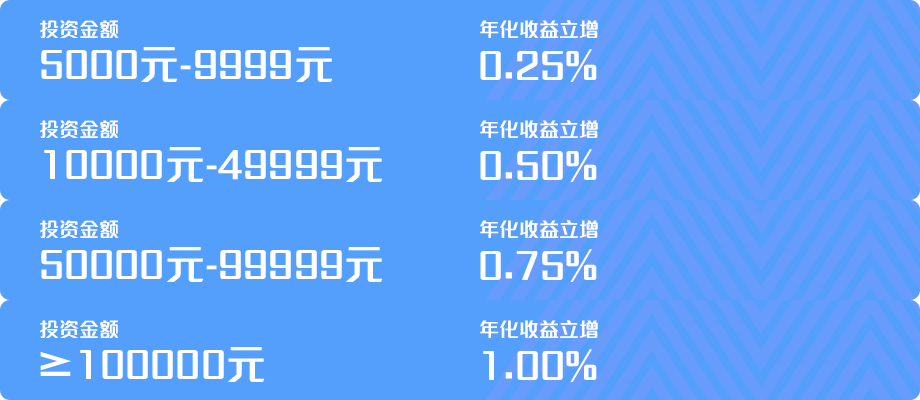 投资金额 年化收益立增
5000元-9999元 0.25%
投资金额 年化收益立增
10000元-49999元 0.50%
投资金额 年化收益立增
50000元-99999元 0.75%
投资金额 年化收益立增
≥100000元 1.00%